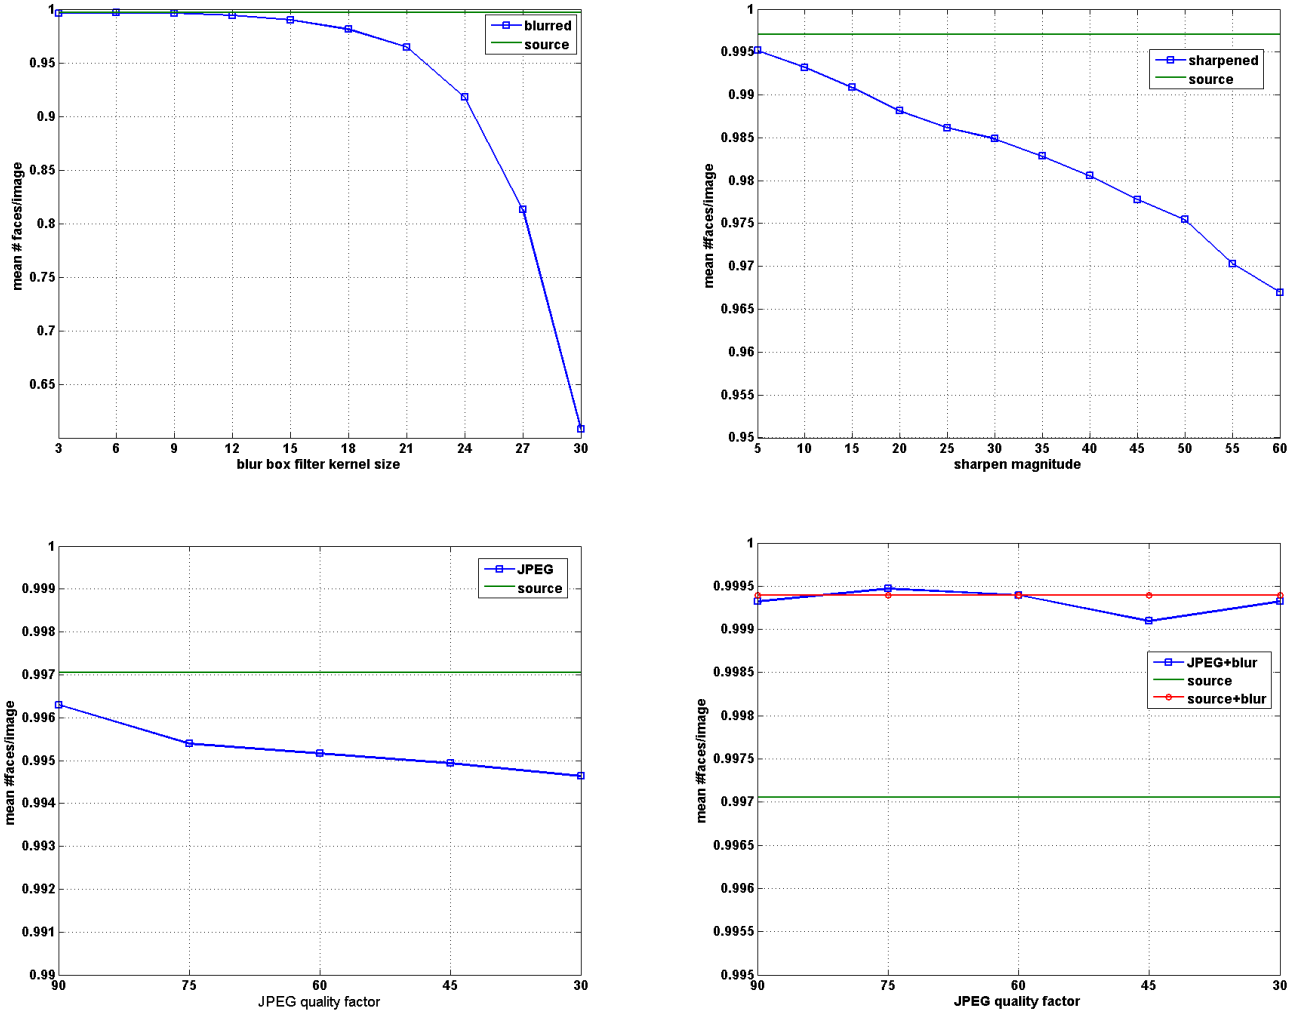 1
0.95
0.9
0.85
0.8
0.75
0.7
0.65
mean # faces/image
3 6 9 12 15 18 21 24 27 30
blur box filter kernel size
blurred
source
1
0.995
0.99
0.985
0.98
0.975
0.97
0.965
0.96
0.955
0.95
mean #faces/image
5 10 15 20 25 30 35 40 45 50 55 60
sharpen magnitude
sharpened
source
1
0.999
0.998
0.997
0.996
0.995
0.994
0.993
0.992
0.991
0.99
mean #faces/image
90 75 60 45 30
JPEG quality factor
JPEG
source
1
0.9995
0.999
0.9985
0.998
0.9975
0.997
0.9965
0.996
0.9955
0.995
mean #faces/image
90 75 60 45 30
JPEG quality factor
JPEG+blur
source
source+blur